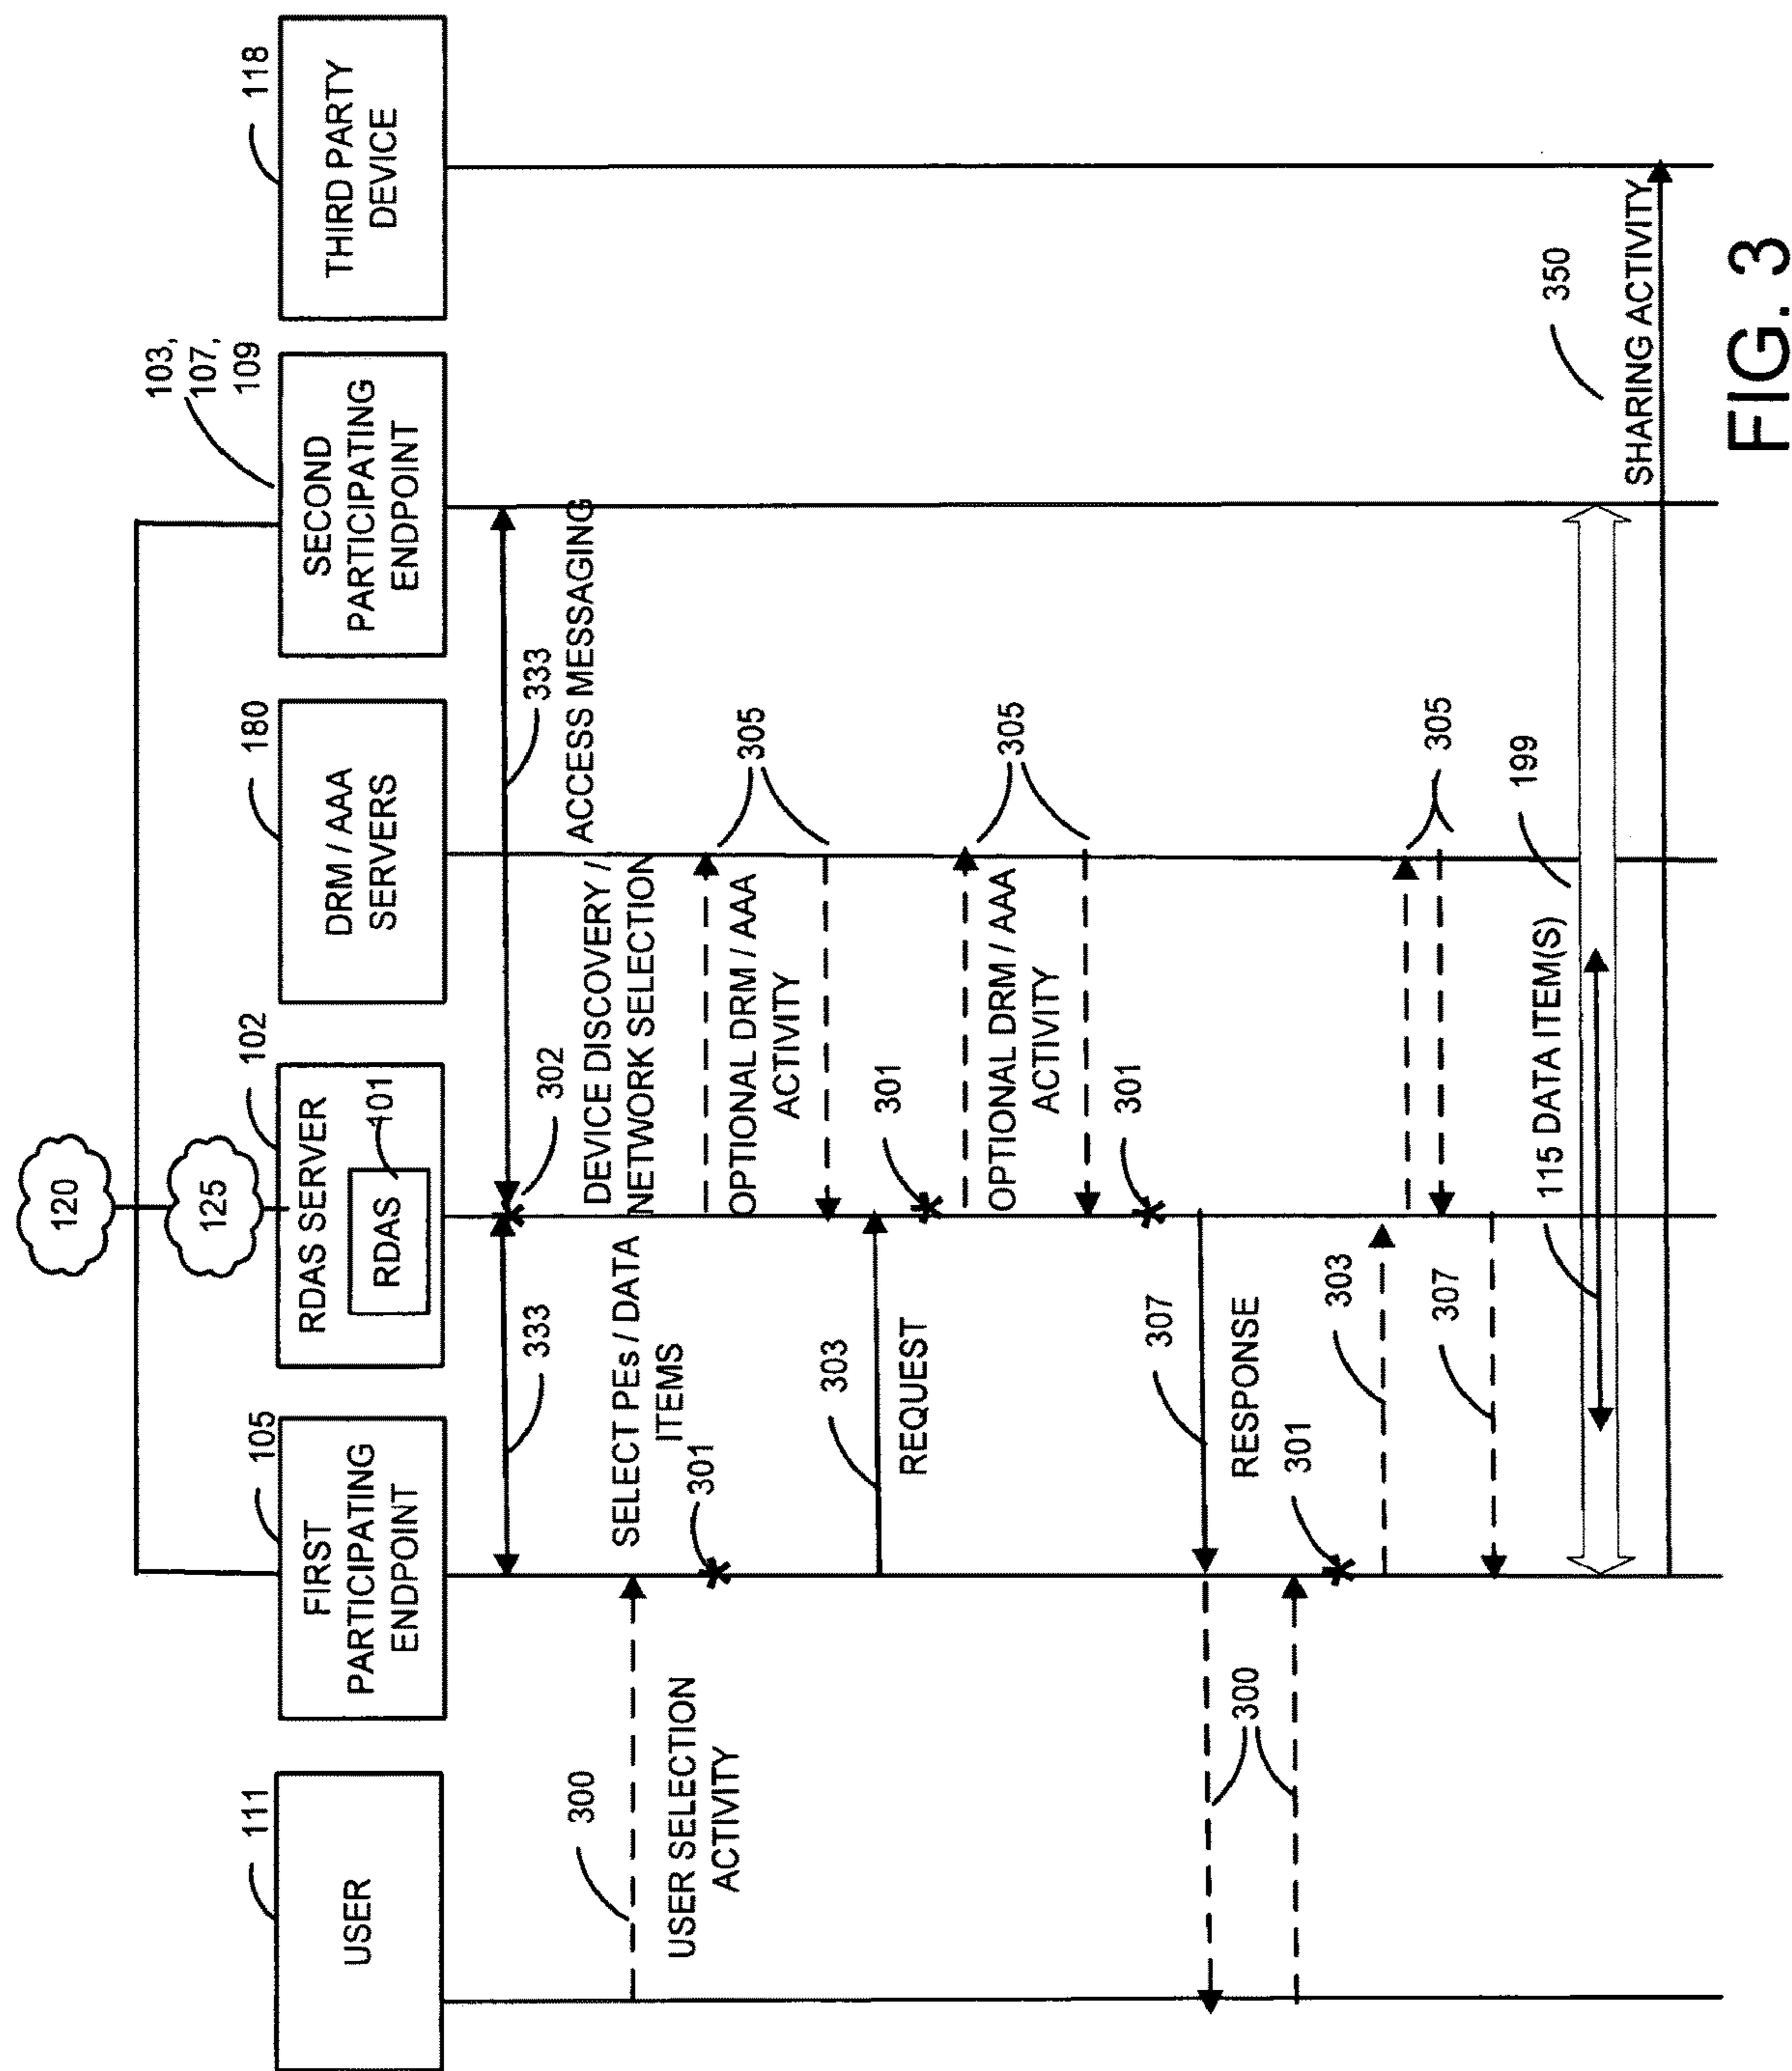 120
125
111
USER
105
FIRST
PARTICIPATING
ENDPOINT
102
RDAS SERVER
RDAS
101
180
DRM / AAA
SERVERS
103,
107,
109
SECOND
PARTICIPATING
ENDPOINT
118
THIRD PARTY
DEVICE
333
333
302
DEVICE DISCOVERY / ACCESS MESSAGING
NETWORK SELECTION
300
USER SELECTION
ACTIVITY
SELECT PEs / DATA
ITEMS
301
305
OPTIONAL DRM / AAA
ACTIVITY
303
REQUEST
301
305
OPTIONAL DRM / AAA
ACTIVITY
301
307
RESPONSE
300
301
303
305
307
115 DATA ITEM(S)
199
350
SHARING ACTIVITY
FIG. 3